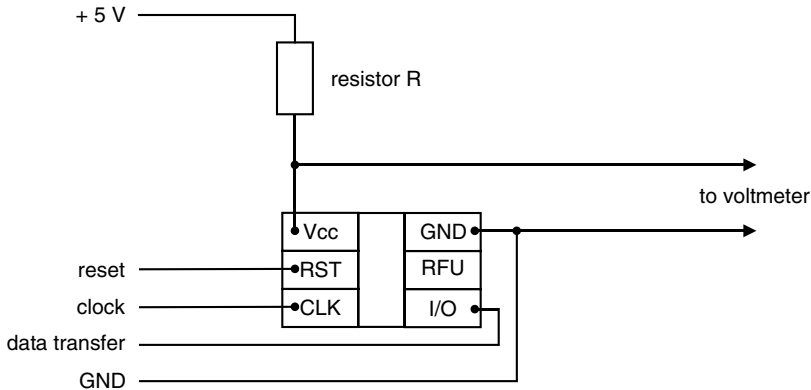 + 5 V
resistor R
to voltmeter
Vcc GND
reset RST RFU
clock CLK I/O
data transfer
GND